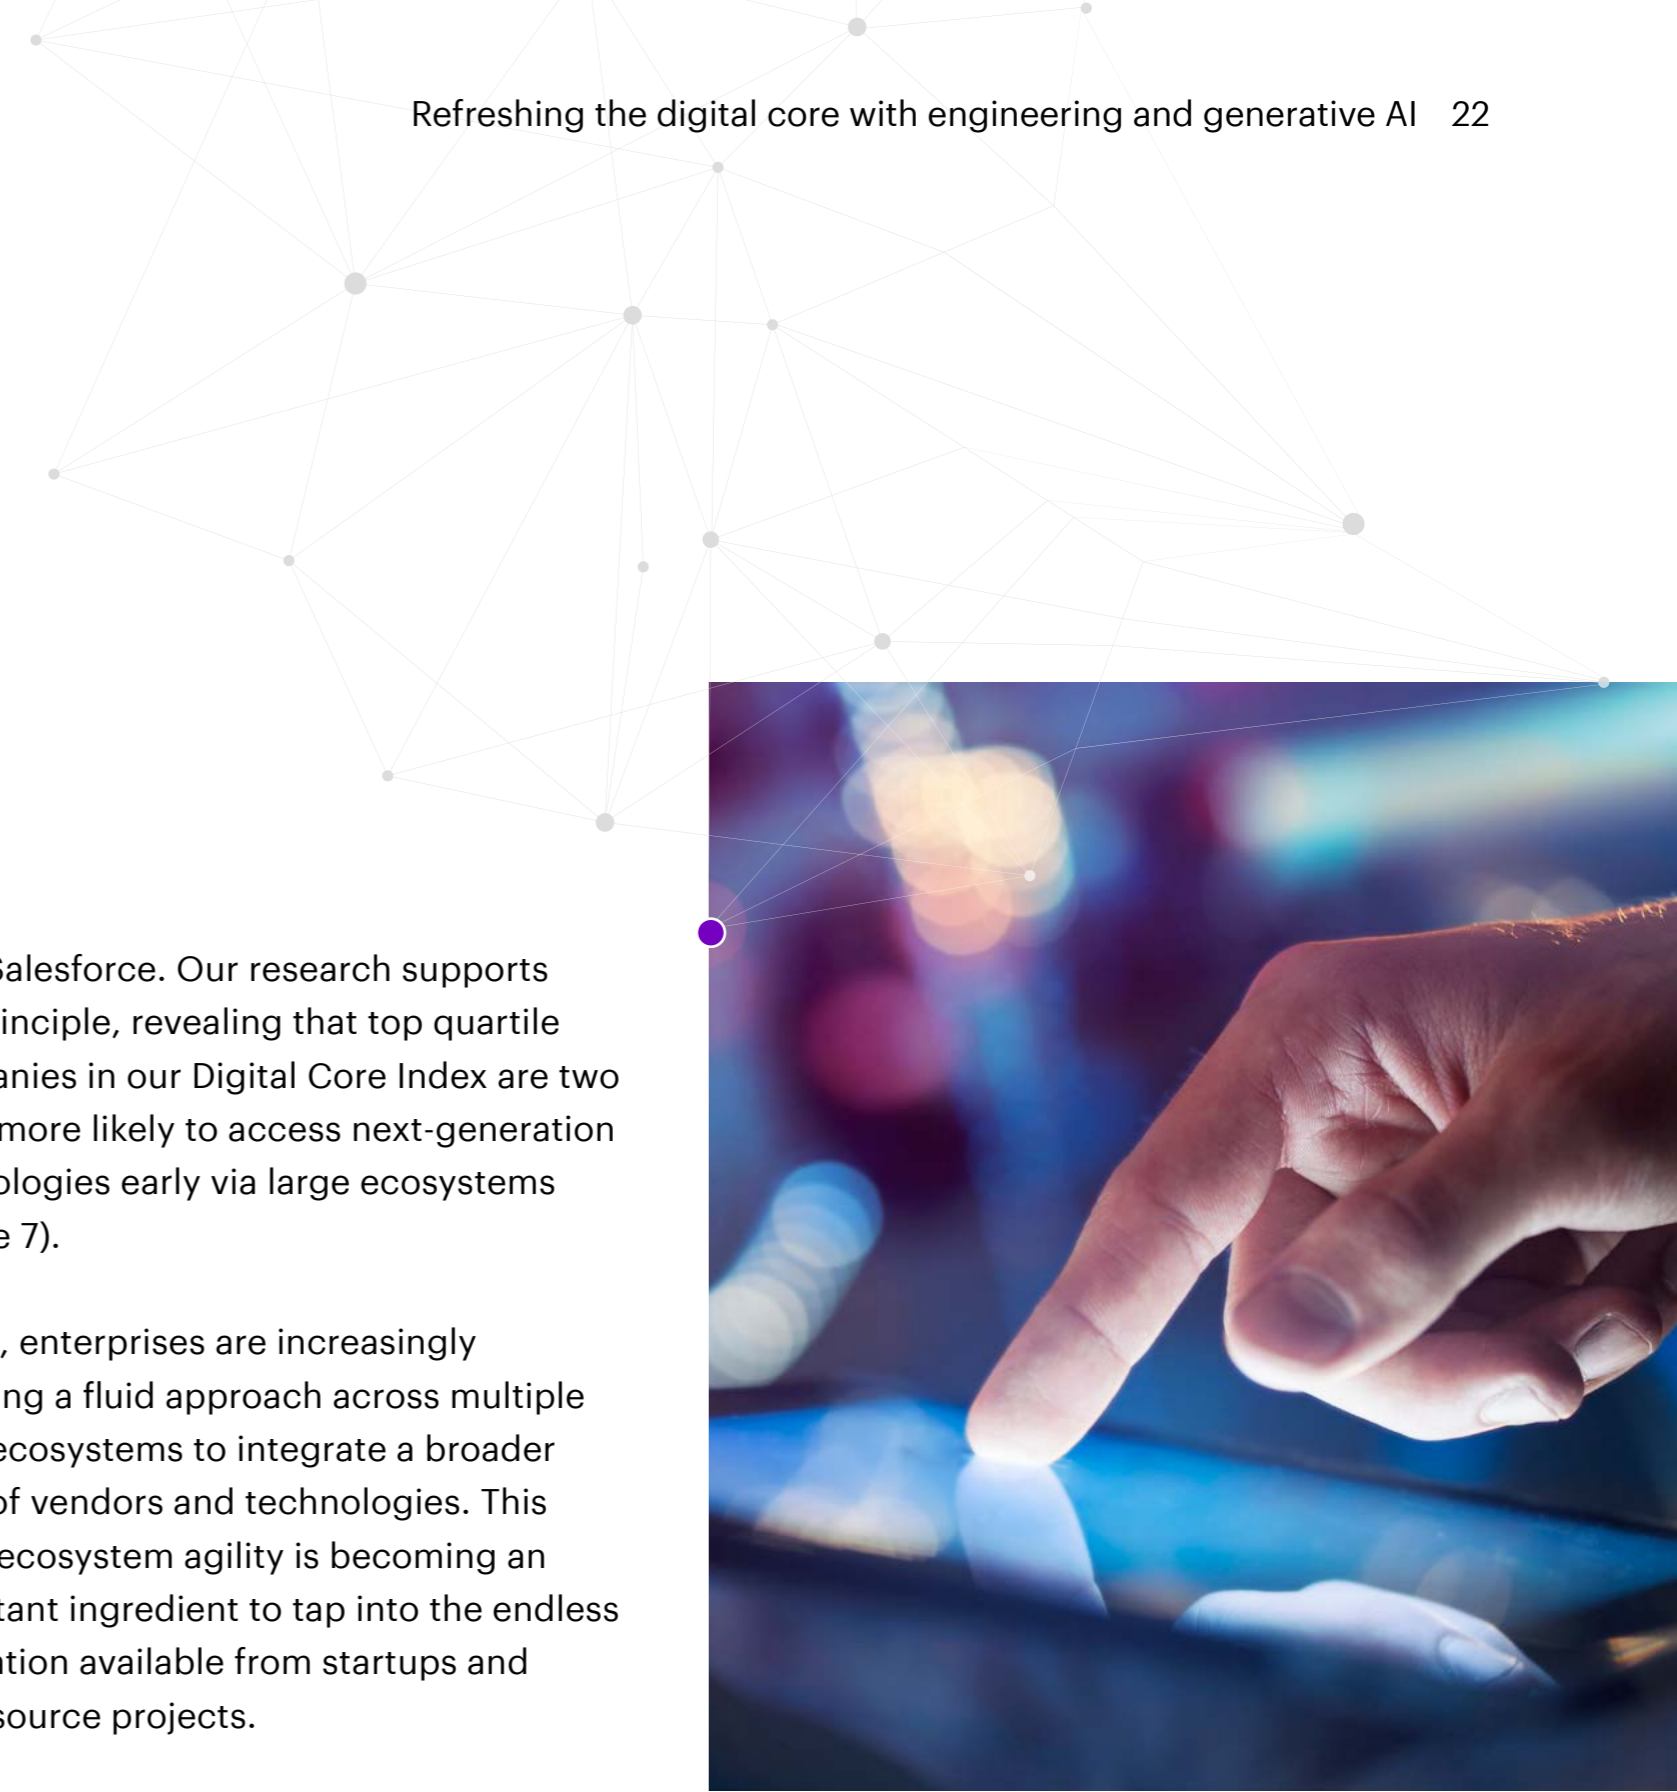 Refreshing the digital core with engineering and generative AI 22
Salesforce. Our research supports
inciple, revealing that top quartile
anies in our Digital Core Index are two
more likely to access next-generation
ologies early via large ecosystems
e 7).
, enterprises are increasingly
ng a fluid approach across multiple
ecosystems to integrate a broader
of vendors and technologies. This
ecosystem agility is becoming an
tant ingredient to tap into the endless
ation available from startups and
source projects.